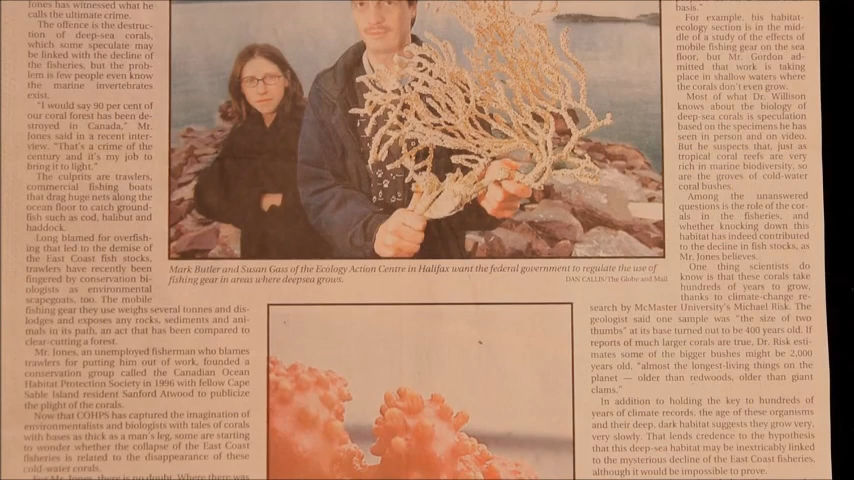 Jones has witnessed what he
calls the ultimate crime.
The offence is the destruc-
tion of deep-sea corals,
which some speculate may
be linked with the decline of
the fisheries, but the prob-
lem is few people even know
the marine invertebrates
exist.
"I would say 90 per cent of
our coral forest has been de-
stroyed in Canada," Mr.
Jones said in a recent inter-
view. "That's a crime of the
century and it's my job to
bring it to light."
The culprits are trawlers,
commercial fishing boats
that drag huge nets along the
ocean floor to catch ground-
fish such as cod, halibut and
haddock.
Long blamed for overfish-
ing that led to the demise of
the East Coast fish stocks,
trawlers have recently been
fingered by conservation bi-
ologists as environmental
scapegoats, too. The mobile
fishing gear they use weighs several tonnes and dis-
lodges and exposes any rocks, sediments and ani-
mals in its path, an act that has been compared to
clear-cutting a forest.
Mr. Jones, an unemployed fisherman who blames
trawlers for putting him out of work, founded a
conservation group called the Canadian Ocean
Habitat Protection Society in 1996 with fellow Cape
Sable Island resident Sanford Atwood to publicize
the plight of the corals.
Now that COHPS has captured the imagination of
environmentalists and biologists with tales of corals
with bases as thick as a man's leg, some are starting
to wonder whether the collapse of the East Coast
fisheries is related to the disappearance of these
cold-water corals.
For Mr. Jones, there is no doubt. Where there was
Mark Butler and Susan Gass of the Ecology Action Centre in Halifax want the federal government to regulate the use of
fishing gear in areas where deepsea grows.
DAN CALLIS/The Globe and Mail
basis."
For example, his habitat-
ecology section is in the mid-
dle of a study of the effects of
mobile fishing gear on the sea
floor, but Mr. Gordon ad-
mitted that work is taking
place in shallow waters where
the corals don't even grow.
Most of what Dr. Willison
knows about the biology of
deep-sea corals is speculation
based on the specimens he has
seen in person and on video.
But he suspects that, just as
tropical coral reefs are very
rich in marine biodiversity, so
are the groves of cold-water
coral bushes.
Among the unanswered
questions is the role of the cor-
als in the fisheries, and
whether knocking down this
habitat has indeed contributed
to the decline in fish stocks, as
Mr. Jones believes.
One thing scientists do
know is that these corals take
hundreds of years to grow,
thanks to climate-change re-
search by McMaster University's Michael Risk. The
geologist said one sample was "the size of two
thumbs" at its base turned out to be 400 years old. If
reports of much larger corals are true, Dr. Risk esti-
mates some of the bigger bushes might be 2,000
years old, "almost the longest-living things on the
planet — older than redwoods, older than giant
clams."
In addition to holding the key to hundreds of
years of climate records, the age of these organisms
and their deep, dark habitat suggests they grow very,
very slowly. That lends credence to the hypothesis
that this deep-sea habitat may be inextricably linked
to the mysterious decline of the East Coast fisheries,
although it would be impossible to prove.